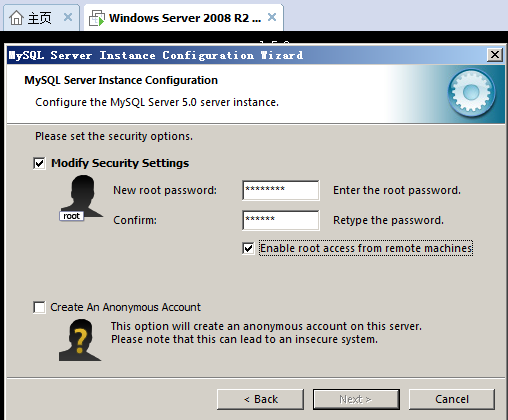 主页
Windows Server 2008 R2 ...
MySQL Server Instance Configuration Wizard
MySQL Server Instance Configuration
Configure the MySQL Server 5.0 server instance.
Please set the security options.
Modify Security Settings
New root password: ******** Enter the root password.
root
Confirm: ****** Retype the password.
Enable root access from remote machines
Create An Anonymous Account
This option will create an anonymous account on this server.
Please note that this can lead to an insecure system.
< Back Next > Cancel